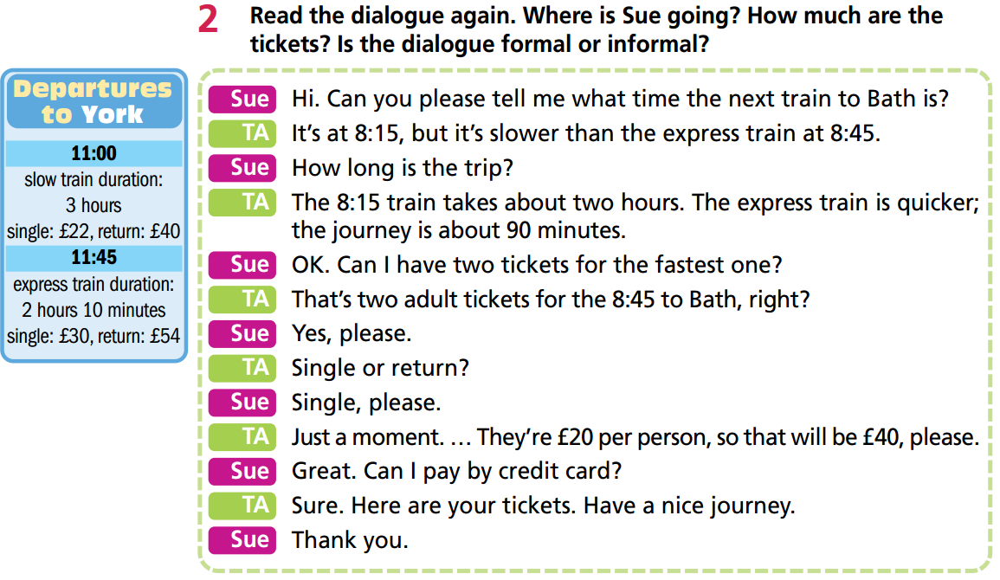 2 Read the dialogue again. Where is Sue going? How much are the
tickets? Is the dialogue formal or informal?
Departures
to York
11:00
slow train duration:
3 hours
single: £22, return: £40
11:45
express train duration:
2 hours 10 minutes
single: £30, return: £54
Sue Hi. Can you please tell me what time the next train to Bath is?
TA It's at 8:15, but it's slower than the express train at 8:45.
Sue How long is the trip?
TA The 8:15 train takes about two hours. The express train is quicker;
the journey is about 90 minutes.
Sue OK. Can I have two tickets for the fastest one?
TA That's two adult tickets for the 8:45 to Bath, right?
Sue Yes, please.
TA Single or return?
Sue Single, please.
TA Just a moment. … They're £20 per person, so that will be £40, please.
Sue Great. Can I pay by credit card?
TA Sure. Here are your tickets. Have a nice journey.
Sue Thank you.